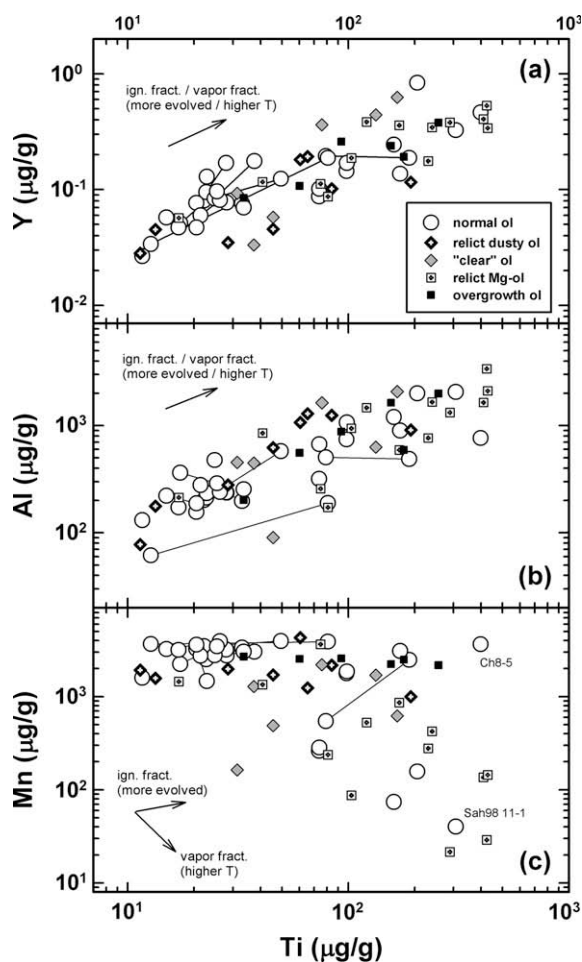 10¹ 10² 10³
(a)
10⁰
ign. fract. / vapor fract.
(more evolved / higher T)
Y (μg/g)
10⁻¹
normal ol
relict dusty ol
"clear" ol
relict Mg-ol
overgrowth ol
10⁻²
ign. fract. / vapor fract.
(more evolved / higher T)
10³
Al (μg/g)
10²
(b)
Ch8-5
10³
Mn (μg/g)
ign. fract.
(more evolved)
10²
Sah98 11-1
vapor fract.
(higher T)
(c)
10¹
10¹ 10² 10³
Ti (μg/g)